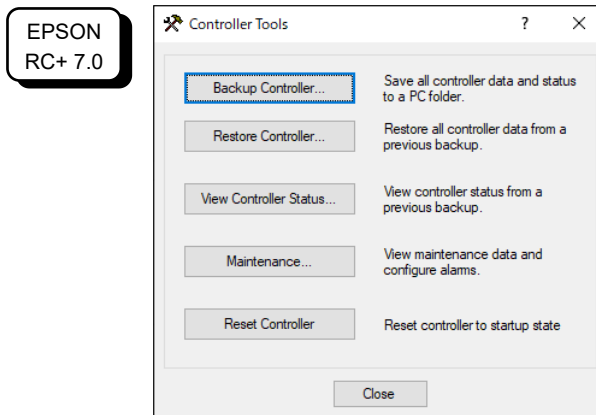 EPSON
RC+ 7.0
Controller Tools
Backup Controller...
Save all controller data and status
to a PC folder.
Restore Controller...
Restore all controller data from a
previous backup.
View Controller Status...
View controller status from a
previous backup.
Maintenance...
View maintenance data and
configure alarms.
Reset Controller
Reset controller to startup state
Close